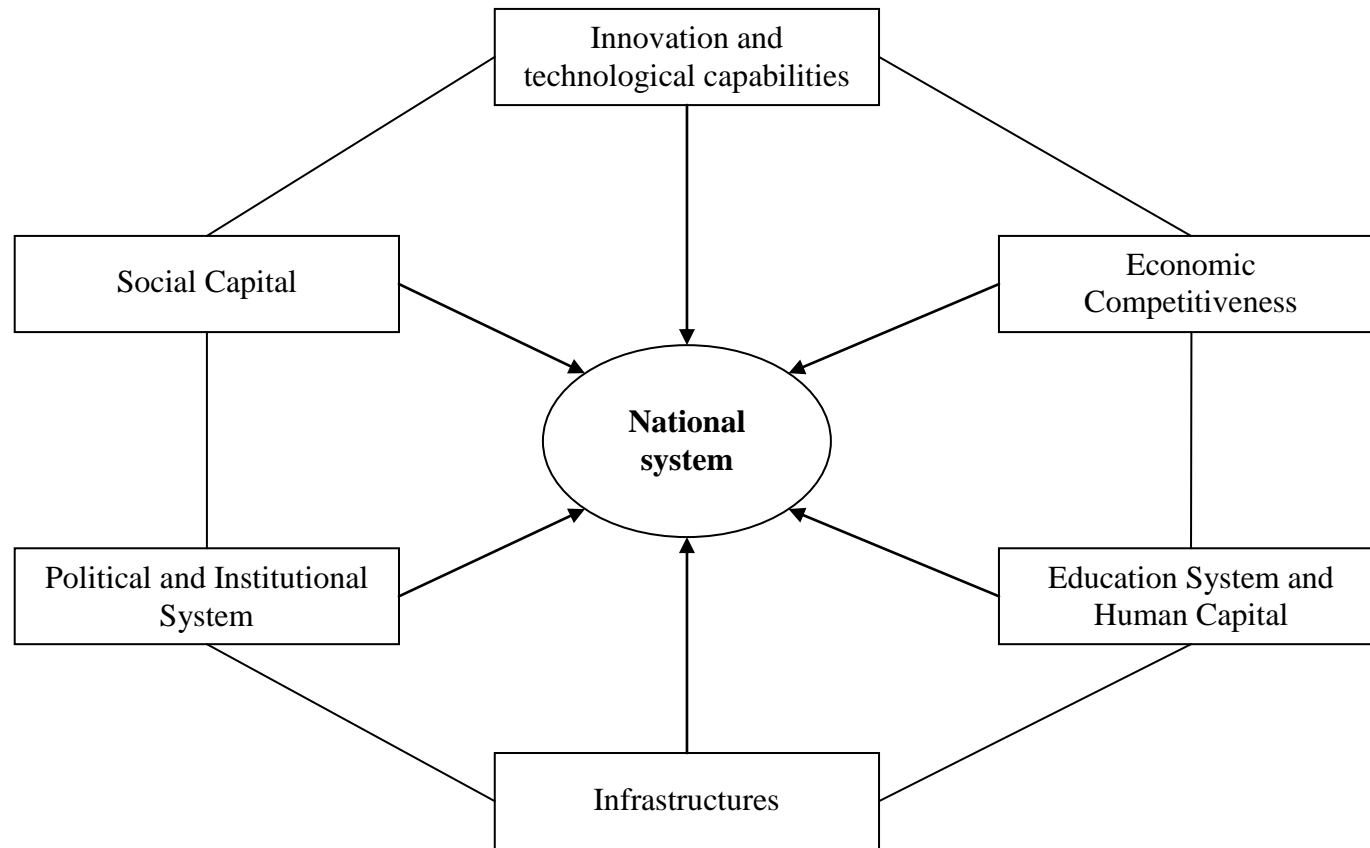 Innovation and
technological capabilities
Social Capital
Economic
Competitiveness
National
system
Political and Institutional
System
Education System and
Human Capital
Infrastructures